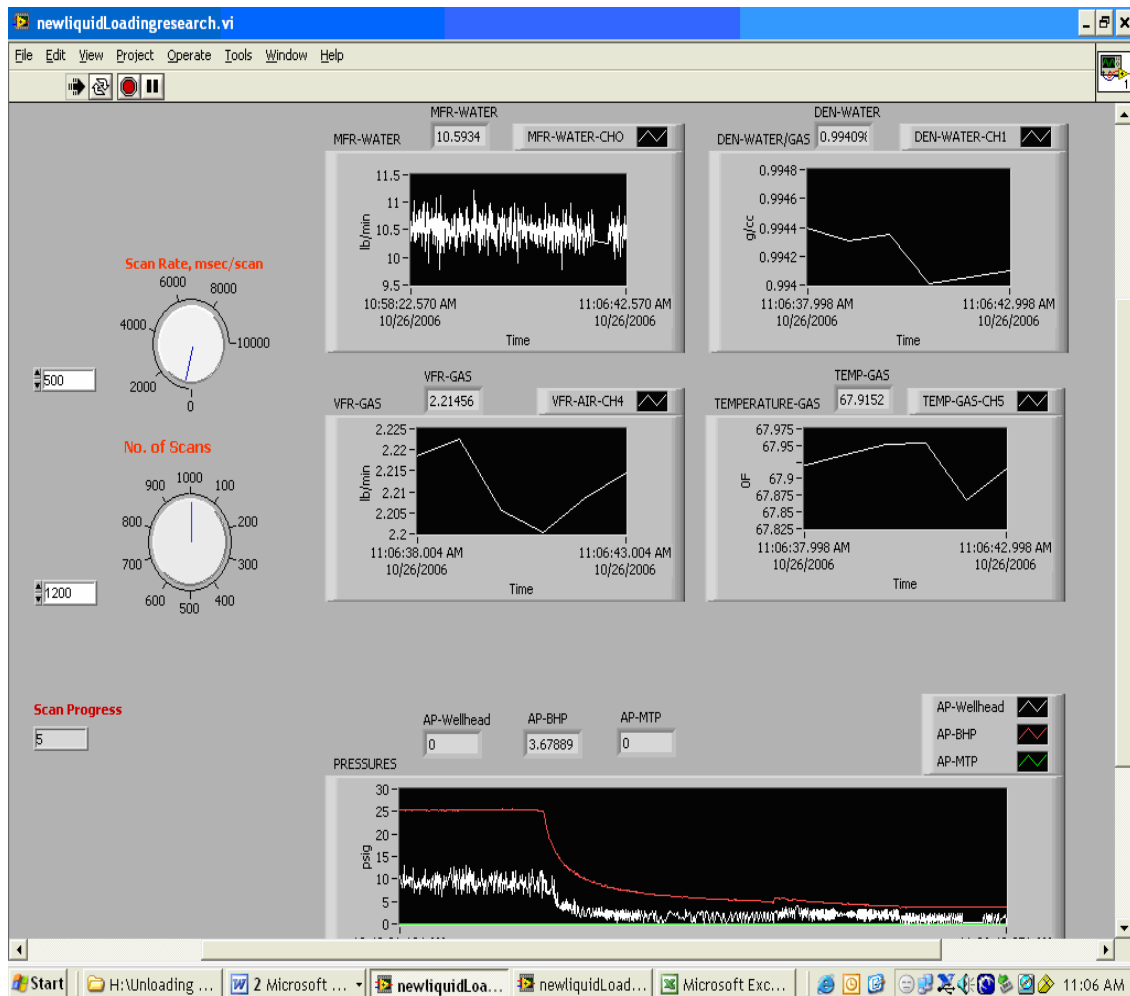 newliquidLoadingresearch.vi
File Edit View Project Operate Tools Window Help
1
MFR-WATER
MFR-WATER 10.5934 MFR-WATER-CHO
11.5
11
10.5
10
9.5
lb/min
10:58:22.570 AM 11:06:42.570 AM
10/26/2006 10/26/2006
Time
DEN-WATER
DEN-WATER/GAS 0.994098 DEN-WATER-CH1
0.9948
0.9946
0.9944
0.9942
0.994
g/cc
11:06:37.998 AM 11:06:42.998 AM
10/26/2006 10/26/2006
Time
Scan Rate, msec/scan
6000 8000
4000 10000
2000
0
500
VFR-GAS
VFR-GAS 2.21456 VFR-AIR-CH4
2.225
2.22
2.215
2.21
2.205
2.2
lb/min
11:06:38.004 AM 11:06:43.004 AM
10/26/2006 10/26/2006
Time
TEMP-GAS
TEMPERATURE-GAS 67.9152 TEMP-GAS-CH5
67.975
67.95
67.9
67.875
67.85
67.825
OF
11:06:37.998 AM 11:06:42.998 AM
10/26/2006 10/26/2006
Time
No. of Scans
900 1000 100
800 200
700 300
600 500 400
1200
Scan Progress
5
AP-Wellhead AP-BHP AP-MTP
0 3.67889 0
AP-Wellhead
AP-BHP
AP-MTP
PRESSURES
30
25
20
15
10
5
0
psig
Start H:\Unloading ... 2 Microsoft ... newliquidLoa... newliquidLoad... Microsoft Exc... 11:06 AM